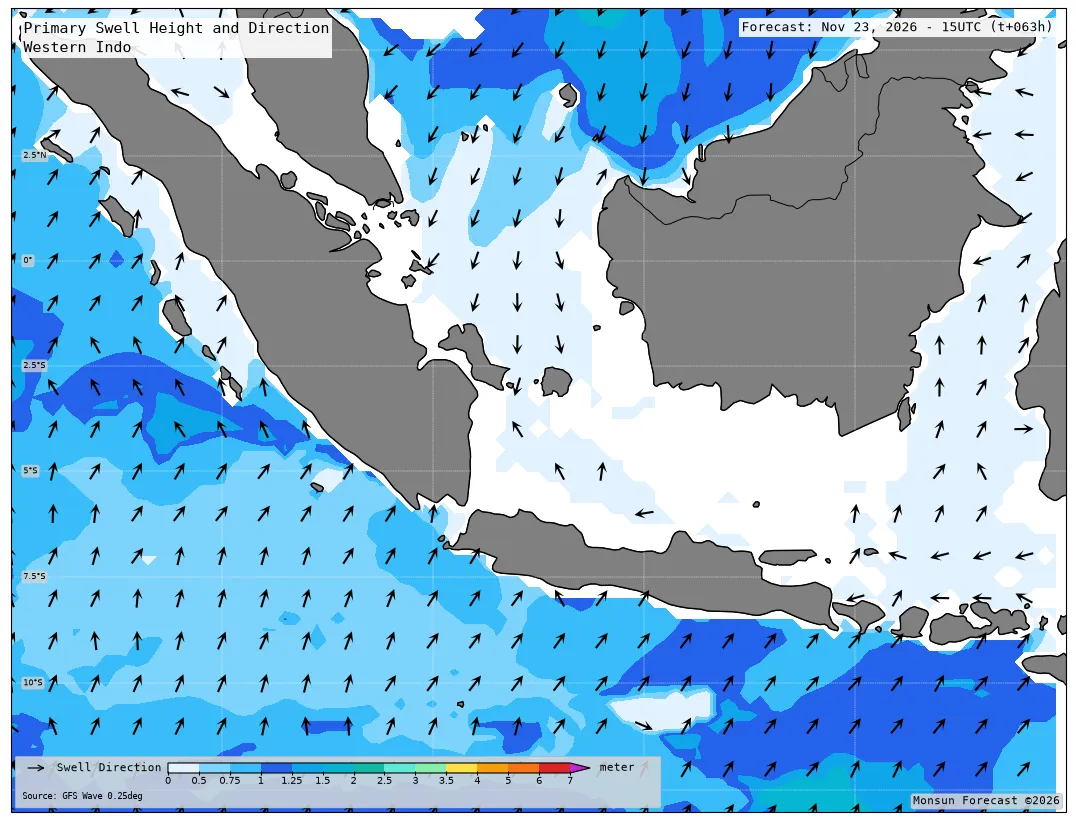 Primary Swell Height and Direction
Western Indo
Forecast: Nov 23, 2026 - 15UTC (t+063h)
2.5°N
0°
2.5°S
5°S
7.5°S
10°S
Swell Direction
0 0.5 0.75 1 1.25 1.5 2 2.5 3 3.5 4 5 6 7
meter
Source: GFS Wave 0.25deg
Monsun Forecast ©2026